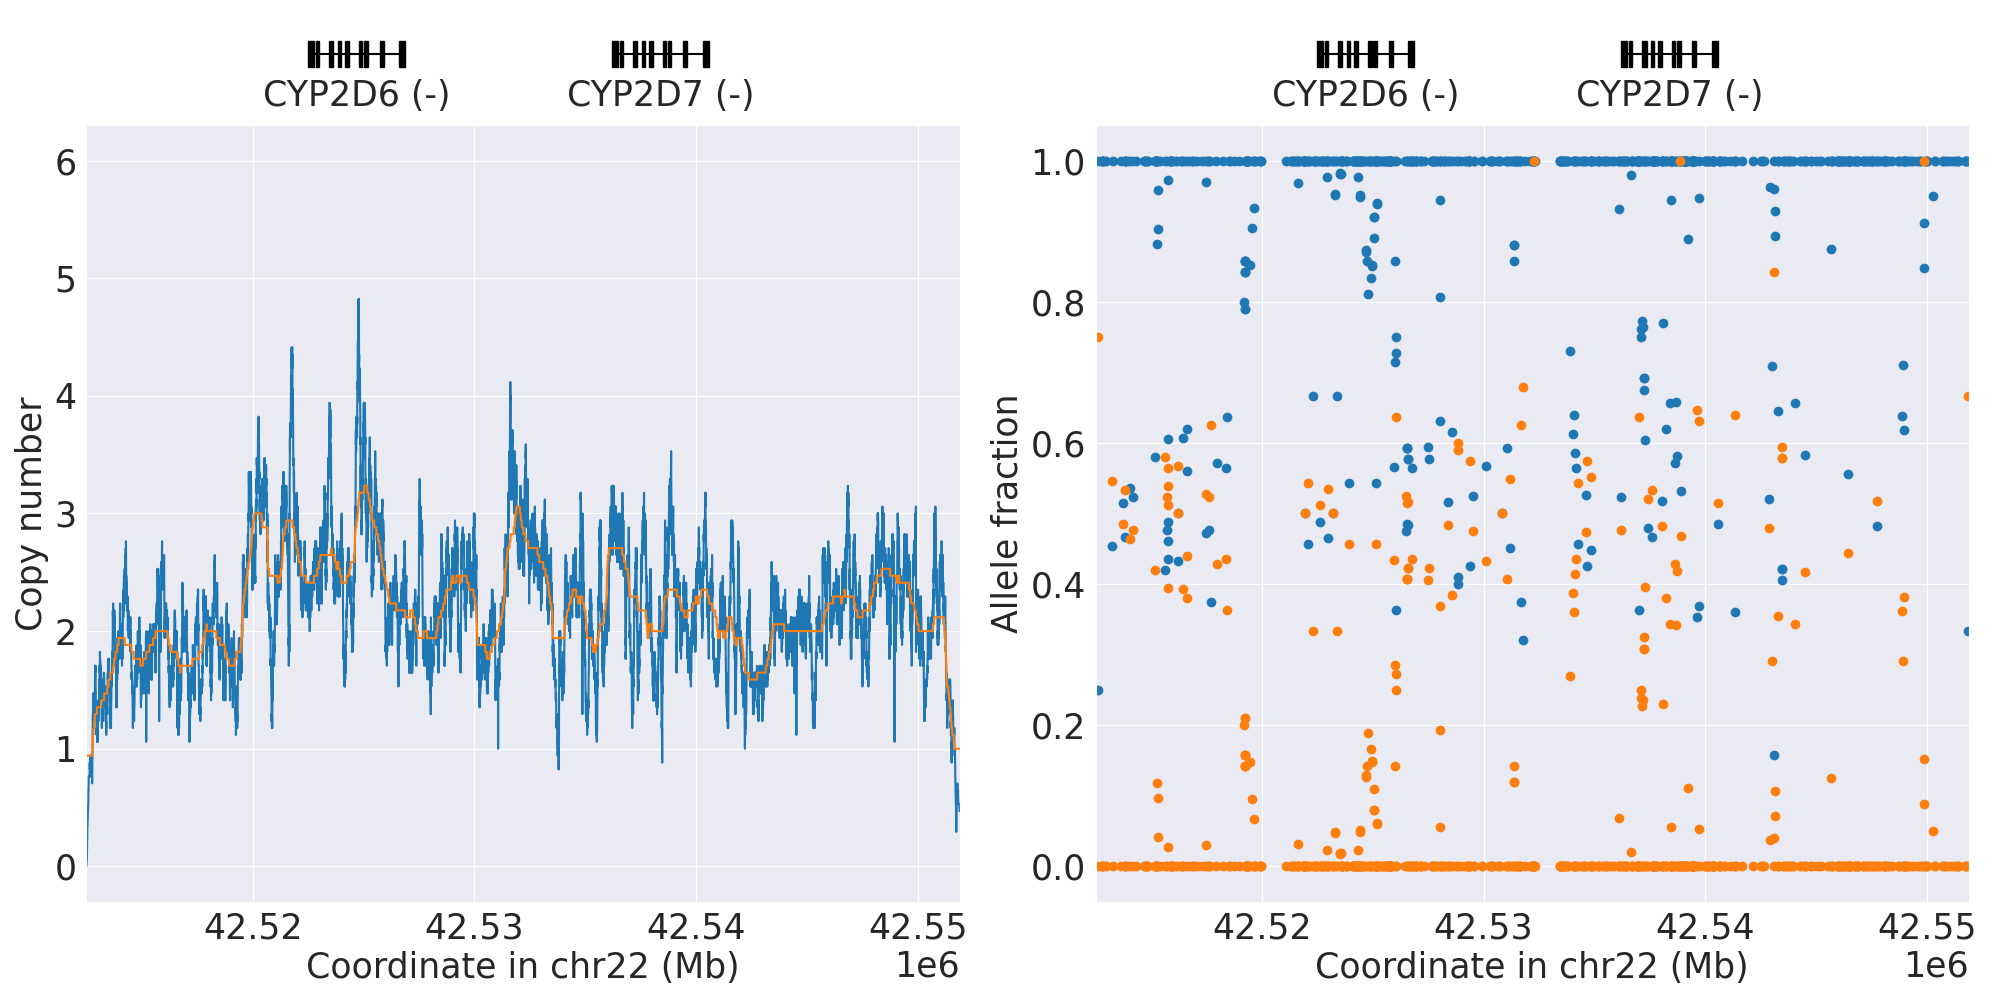 CYP2D6 (-) CYP2D7 (-)
6
5
4
3
2
1
0
Copy number
42.52 42.53 42.54 42.55
Coordinate in chr22 (Mb) 1e6
CYP2D6 (-) CYP2D7 (-)
1.0
0.8
0.6
0.4
0.2
0.0
Allele fraction
42.52 42.53 42.54 42.55
Coordinate in chr22 (Mb) 1e6